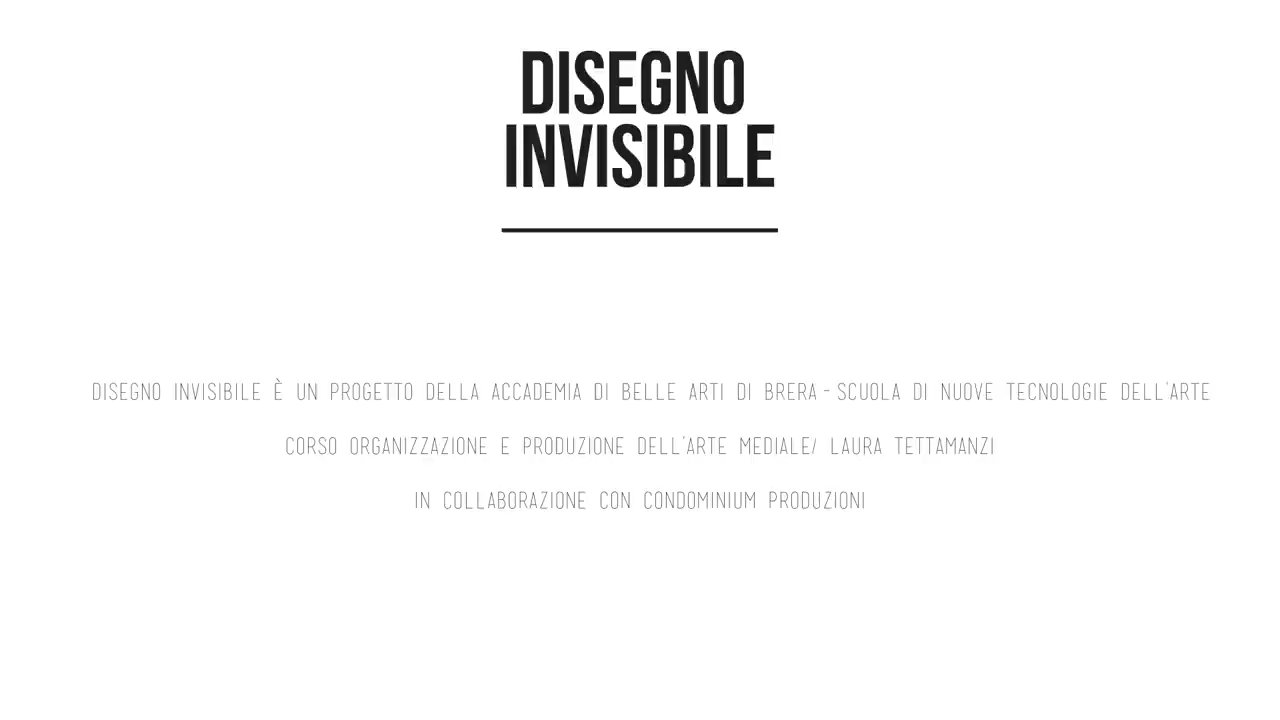 DISEGNO
INVISIBILE
DISEGNO INVISIBILE È UN PROGETTO DELLA ACCADEMIA DI BELLE ARTI DI BRERA - SCUOLA DI NUOVE TECNOLOGIE DELL'ARTE
CORSO ORGANIZZAZIONE E PRODUZIONE DELL'ARTE MEDIALE/ LAURA TETTAMANZI
IN COLLABORAZIONE CON CONDOMINIUM PRODUZIONI